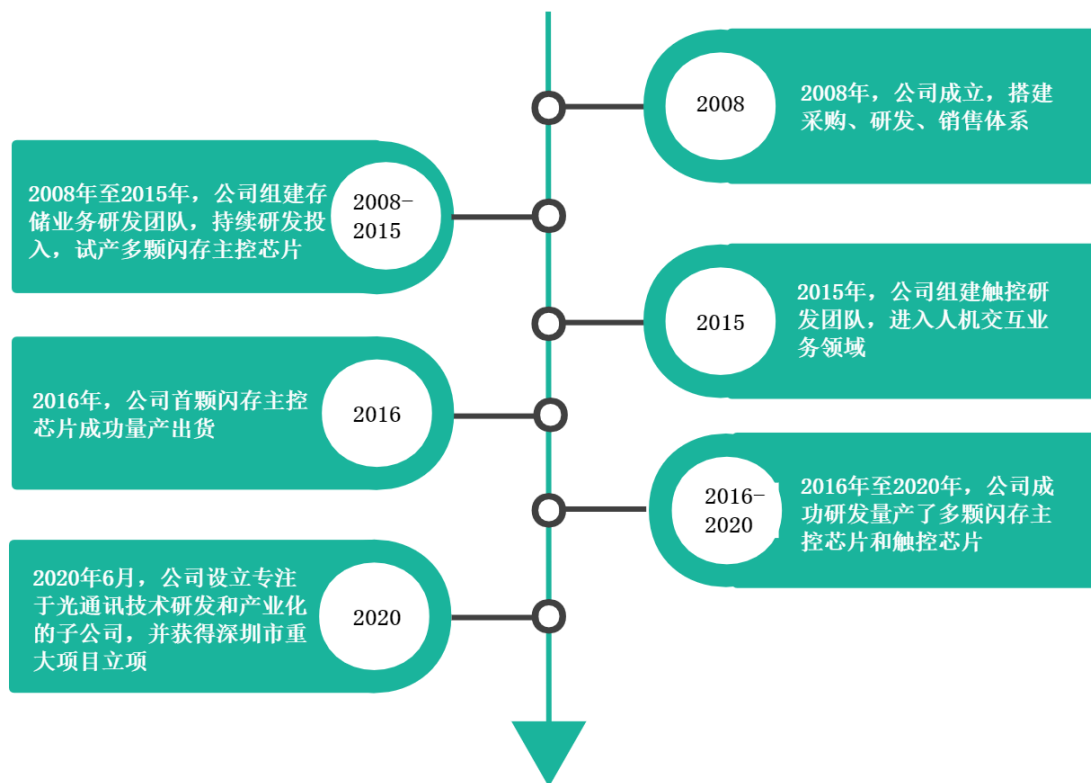 2008
2008年，公司成立，搭建
采购、研发、销售体系
2008年至2015年，公司组建存
储业务研发团队，持续研发投
入，试产多颗闪存主控芯片
2008-
2015
2015
2015年，公司组建触控研
发团队，进入人机交互业
务领域
2016年，公司首颗闪存主控
芯片成功量产出货
2016
2016-
2020
2016年至2020年，公司成
功研发量产了多颗闪存主
控芯片和触控芯片
2020年6月，公司设立专注
于光通讯技术研发和产业化
的子公司，并获得深圳市重
大项目立项
2020